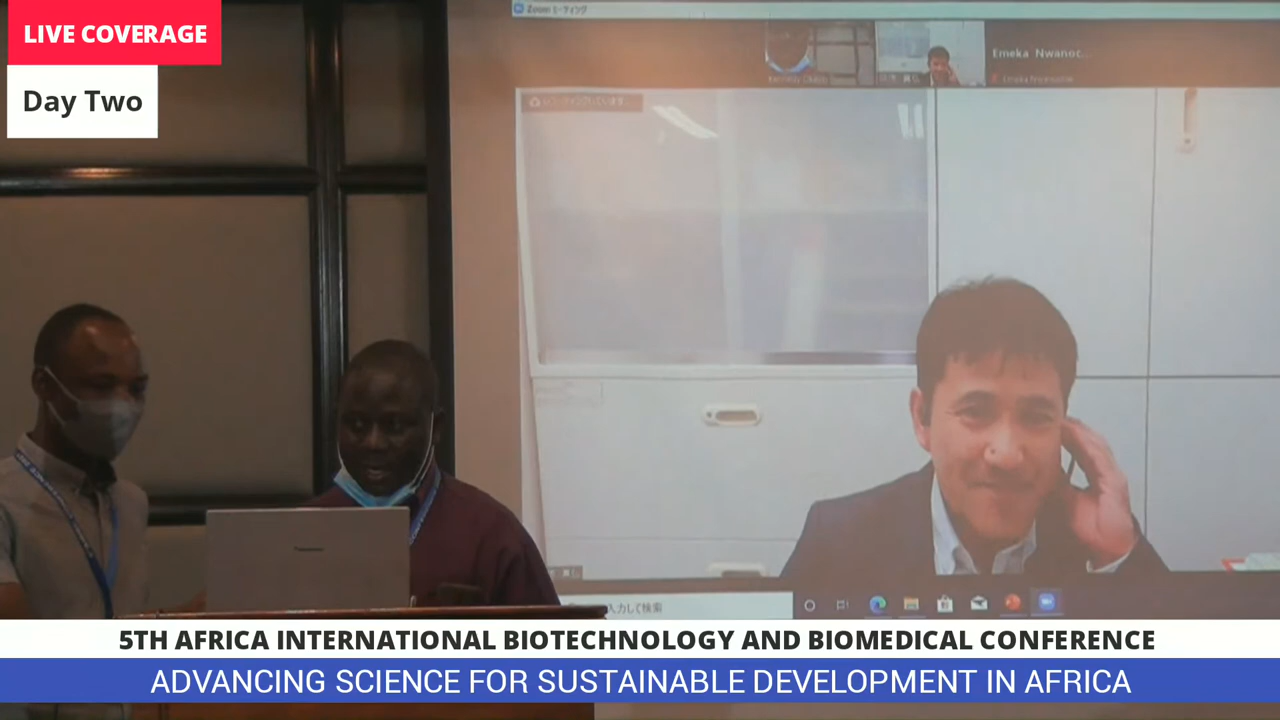 LIVE COVERAGE
Day Two
Zoom ミーティング
Emeka Nwanoc...
入力して検索
5TH AFRICA INTERNATIONAL BIOTECHNOLOGY AND BIOMEDICAL CONFERENCE
ADVANCING SCIENCE FOR SUSTAINABLE DEVELOPMENT IN AFRICA